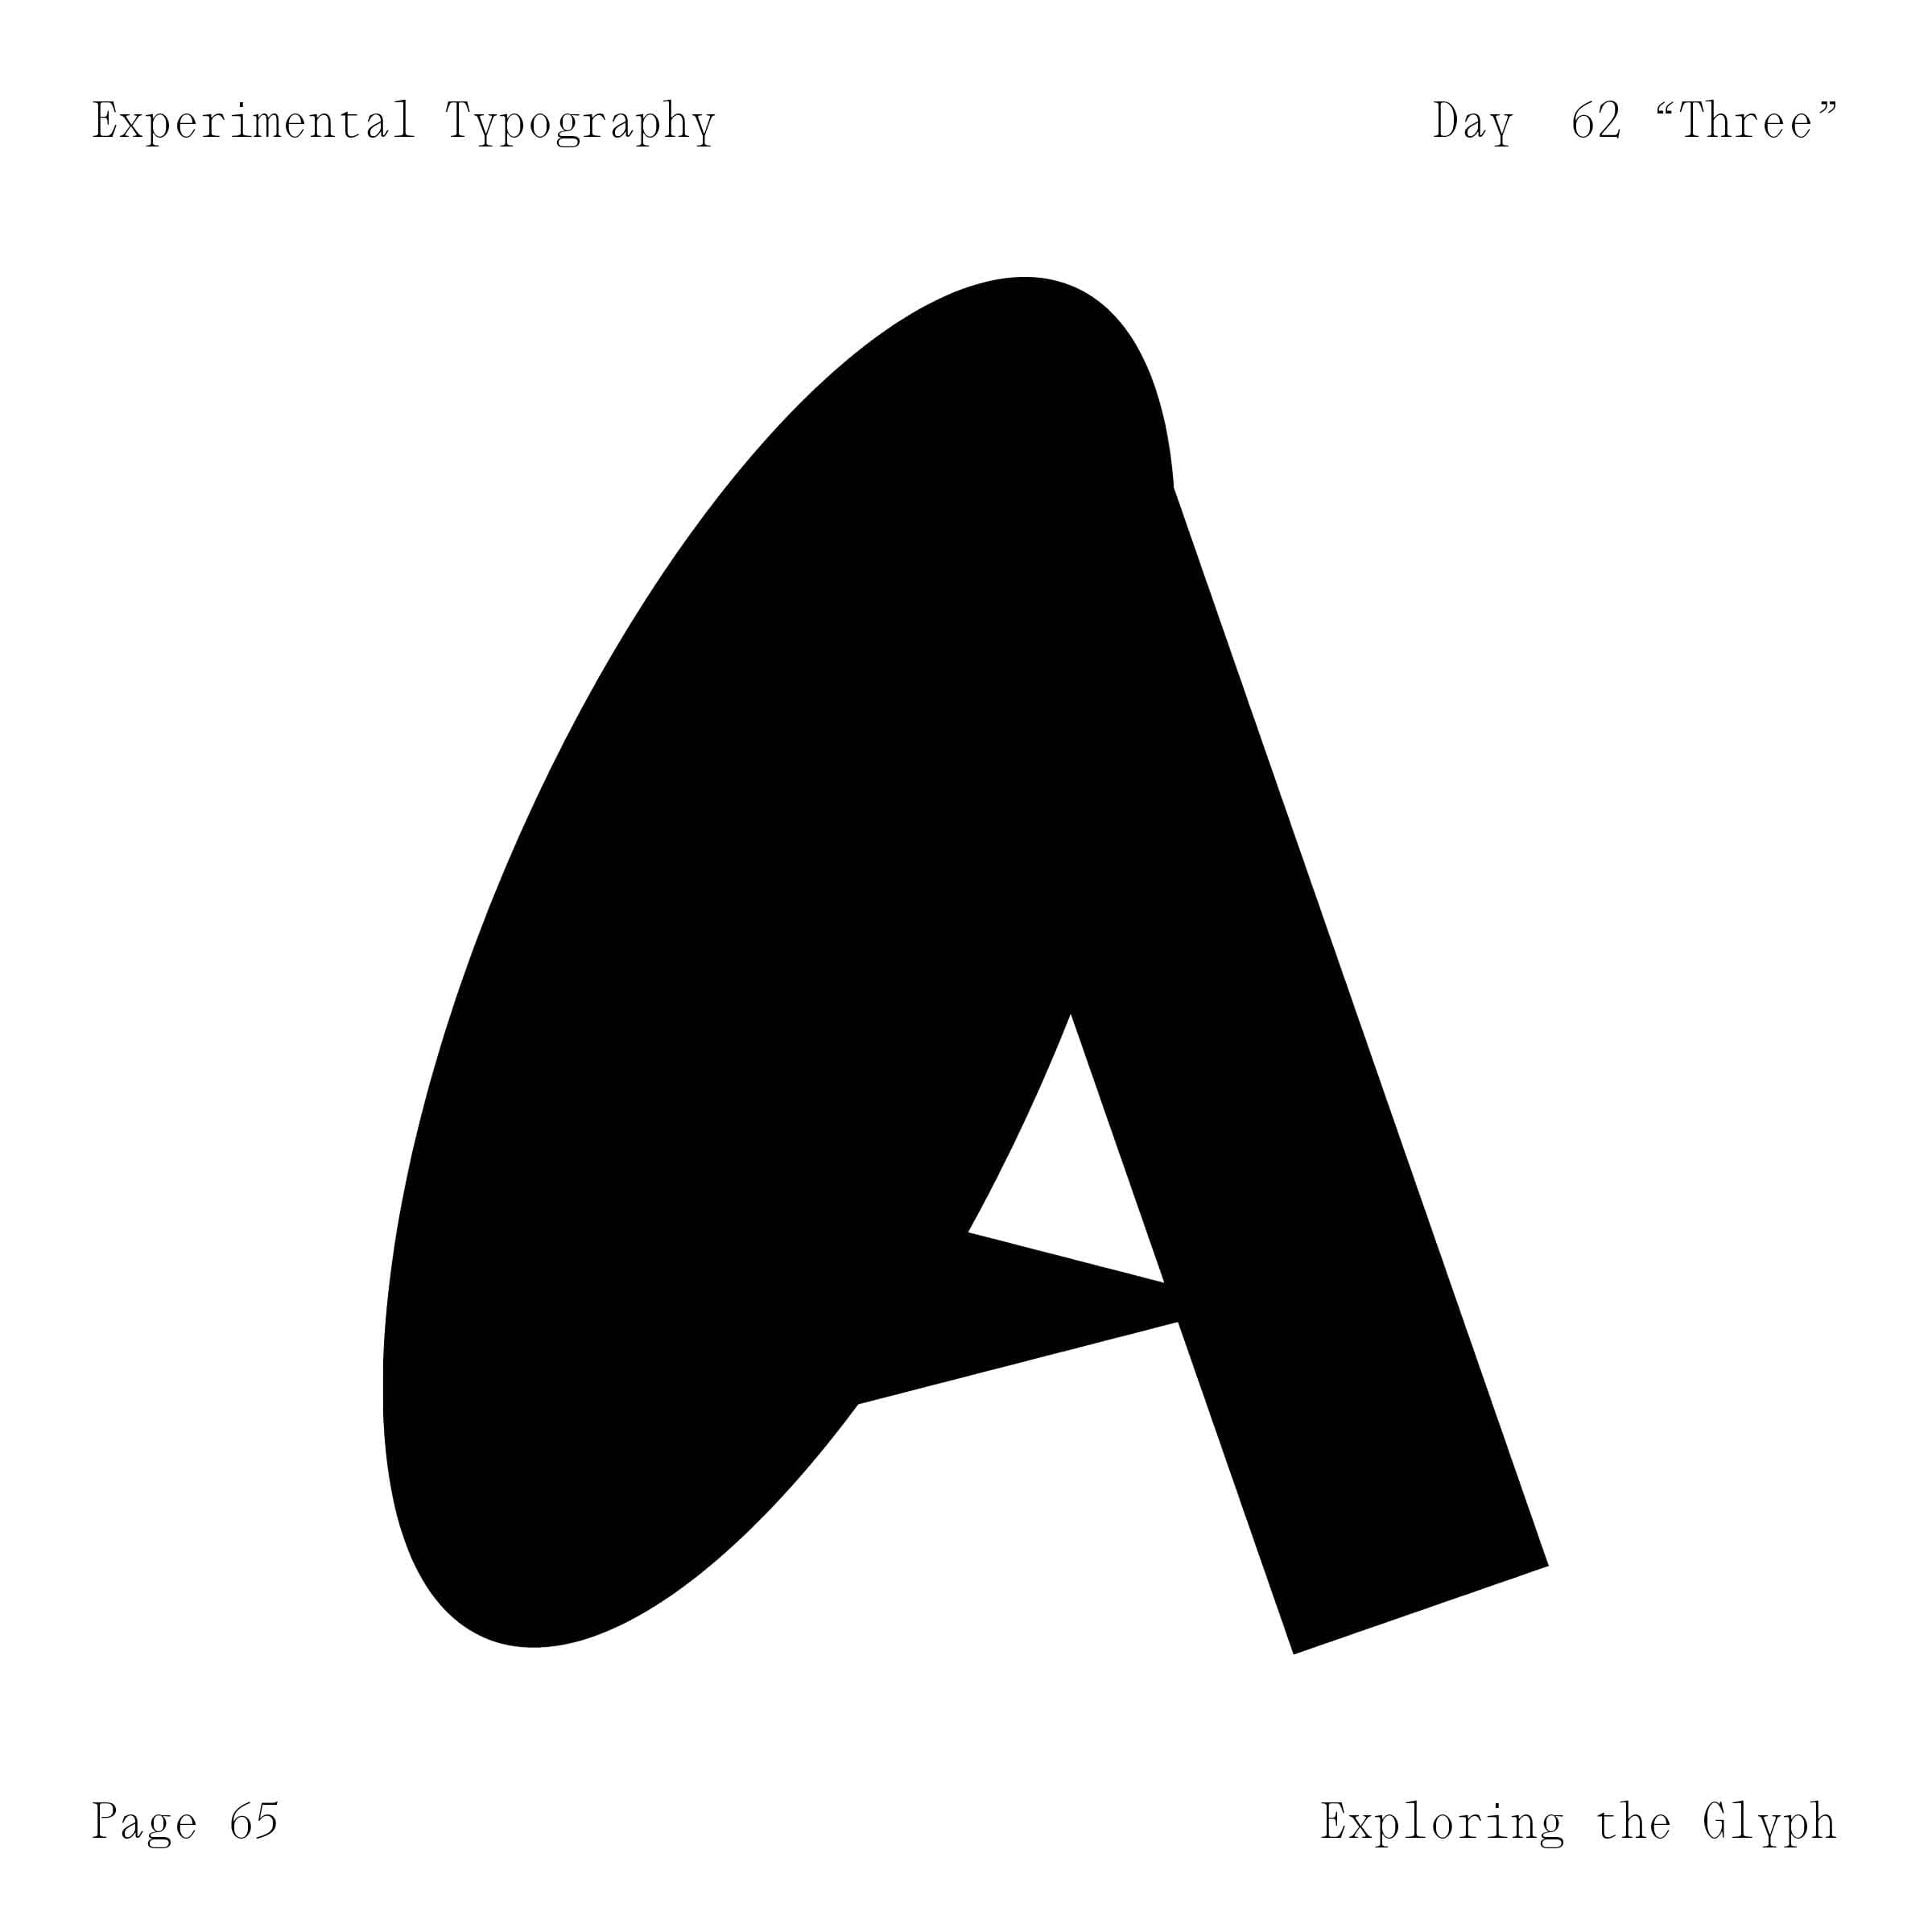 Experimental Typography
Day  62 “Three”
A
Page 65
Exploring the Glyph